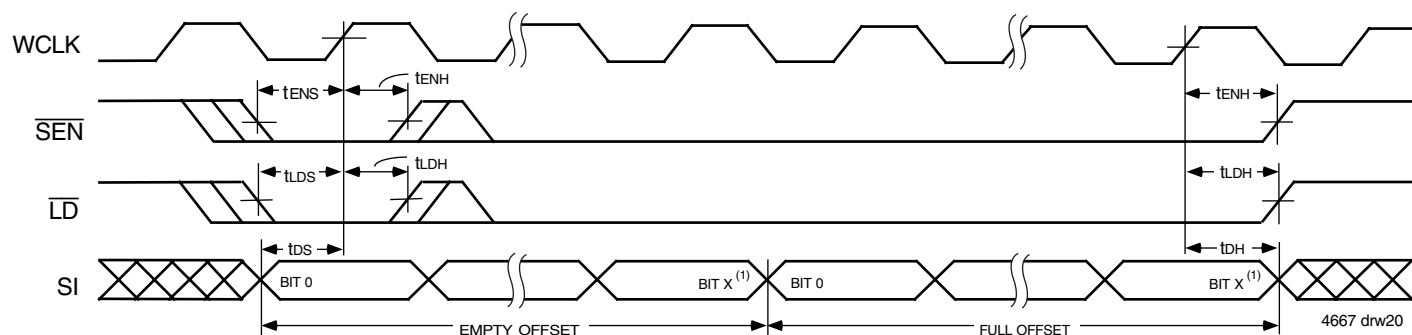 WCLK
tENS
tENH
tENH
SEN
tLDS
tLDH
tLDH
LD
tDS
tDH
SI
BIT 0
BIT X (1)
BIT 0
BIT X (1)
EMPTY OFFSET
FULL OFFSET
4667 drw20